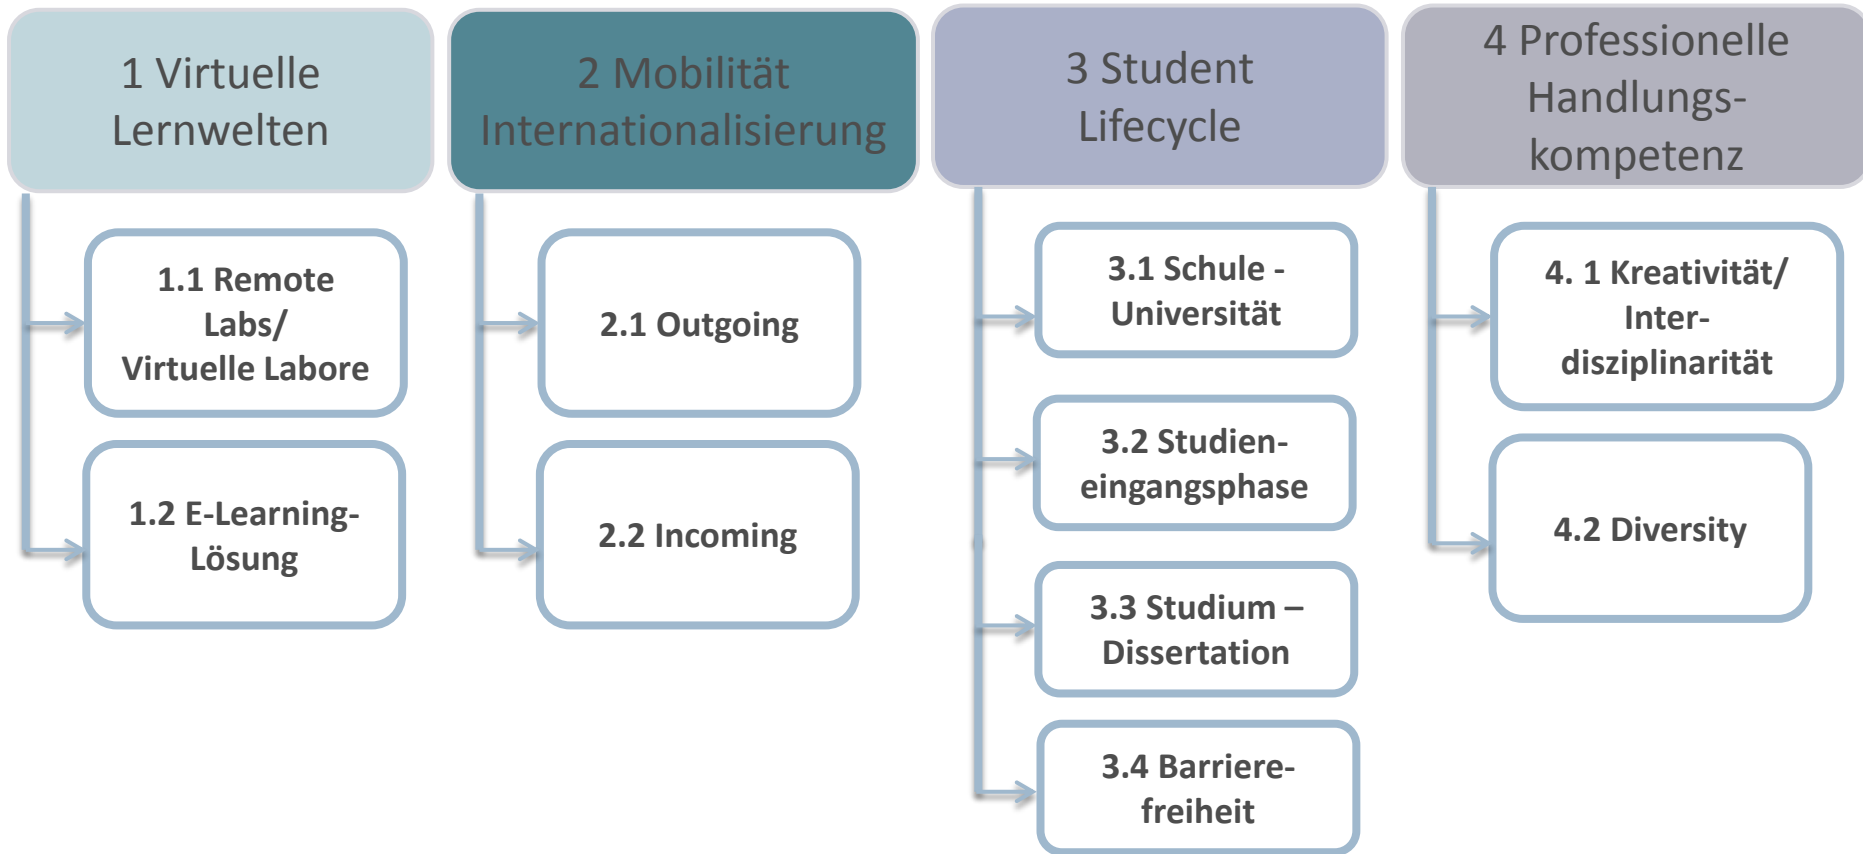 1 Virtuelle
Lernwelten
1.1 Remote
Labs/
Virtuelle Labore
1.2 E-Learning-
Lösung
2 Mobilität
Internationalisierung
2.1 Outgoing
2.2 Incoming
3 Student
Lifecycle
3.1 Schule -
Universität
3.2 Studien-
eingangsphase
3.3 Studium –
Dissertation
3.4 Barriere-
freiheit
4 Professionelle
Handlungs-
kompetenz
4. 1 Kreativität/
Inter-
disziplinarität
4.2 Diversity